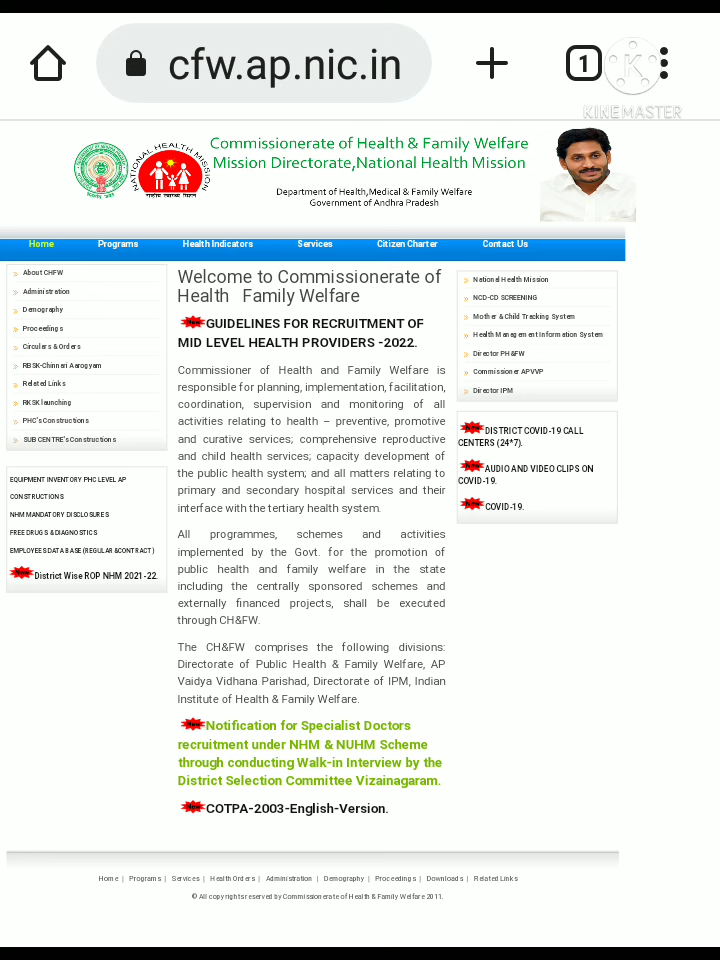 cfw.ap.nic.in
1
K
KINEMASTER
NATIONAL HEALTH MISSION
Commissionerate of Health & Family Welfare
Mission Directorate,National Health Mission
Department of Health,Medical & Family Welfare
Government of Andhra Pradesh
Home
Programs
Health Indicators
Services
Citizen Charter
Contact Us
About CHFW
Administration
Demography
Proceedings
Circulars & Orders
RBSK-Chinnari Aarogyam
Related Links
RKSK launching
PHC's Constructions
SUB CENTRE's Constructions
EQUIPMENT INVENTORY PHC LEVEL AP
CONSTRUCTIONS
NHM MANDATORY DISCLOSURES
FREE DRUGS & DIAGNOSTICS
EMPLOYEES DATA BASE (REGULAR &CONTRACT)
New District Wise ROP NHM 2021-22.
Welcome to Commissionerate of
Health Family Welfare
New GUIDELINES FOR RECRUITMENT OF
MID LEVEL HEALTH PROVIDERS -2022.
Commissioner of Health and Family Welfare is
responsible for planning, implementation, facilitation,
coordination, supervision and monitoring of all
activities relating to health – preventive, promotive
and curative services; comprehensive reproductive
and child health services; capacity development of
the public health system; and all matters relating to
primary and secondary hospital services and their
interface with the tertiary health system.
All programmes, schemes and activities
implemented by the Govt. for the promotion of
public health and family welfare in the state
including the centrally sponsored schemes and
externally financed projects, shall be executed
through CH&FW.
The CH&FW comprises the following divisions:
Directorate of Public Health & Family Welfare, AP
Vaidya Vidhana Parishad, Directorate of IPM, Indian
Institute of Health & Family Welfare.
New Notification for Specialist Doctors
recruitment under NHM & NUHM Scheme
through conducting Walk-in Interview by the
District Selection Committee Vizainagaram.
New COTPA-2003-English-Version.
National Health Mission
NCD-CD SCREENING
Mother & Child Tracking System
Health Management Information System
Director PH&FW
Commissioner APVVP
Director IPM
New DISTRICT COVID-19 CALL
CENTERS (24*7).
New AUDIO AND VIDEO CLIPS ON
COVID-19.
New COVID-19.
Home | Programs | Services | Health Orders | Administration | Demography | Proceedings | Downloads | Related Links
© All copyrights reserved by Commissionerate of Health & Family Welfare 2011.